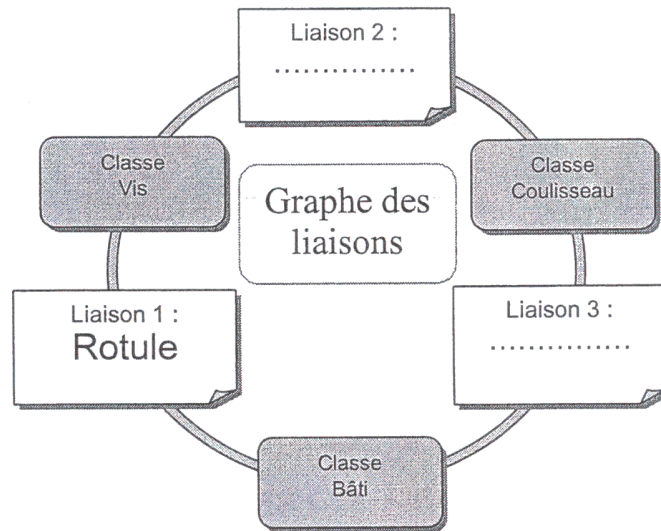 Liaison 2 :
................
Classe
Vis
Classe
Coulisseau
Graphe des
liaisons
Liaison 1 :
Rotule
Liaison 3 :
................
Classe
Bâti